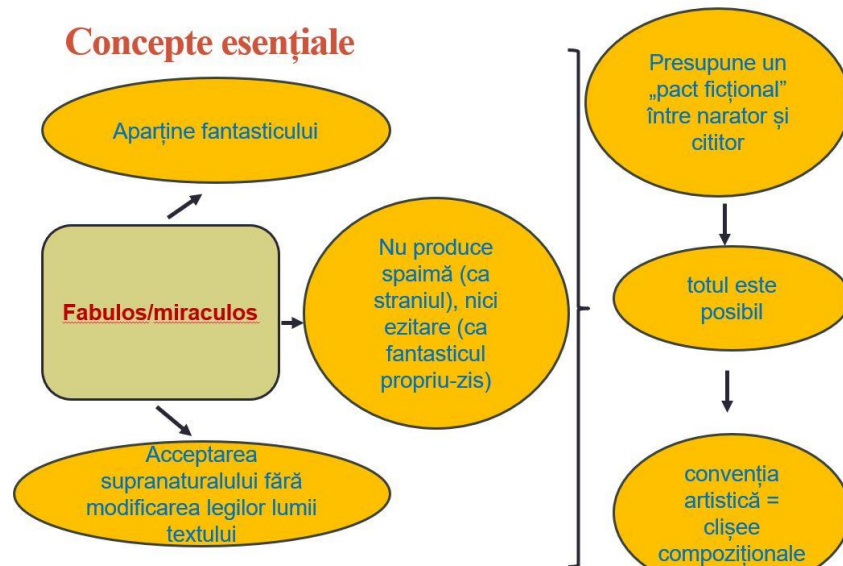 Concepte esențiale
Aparține fantasticului
Fabulos/miraculos
Nu produce
spaimă (ca
straniul), nici
ezitare (ca
fantasticul
propriu-zis)
Acceptarea
supranaturalului fără
modificarea legilor lumii
textului
Presupune un
„pact ficțional”
între narator și
cititor
totul este
posibil
convenția
artistică =
clișee
compoziționale